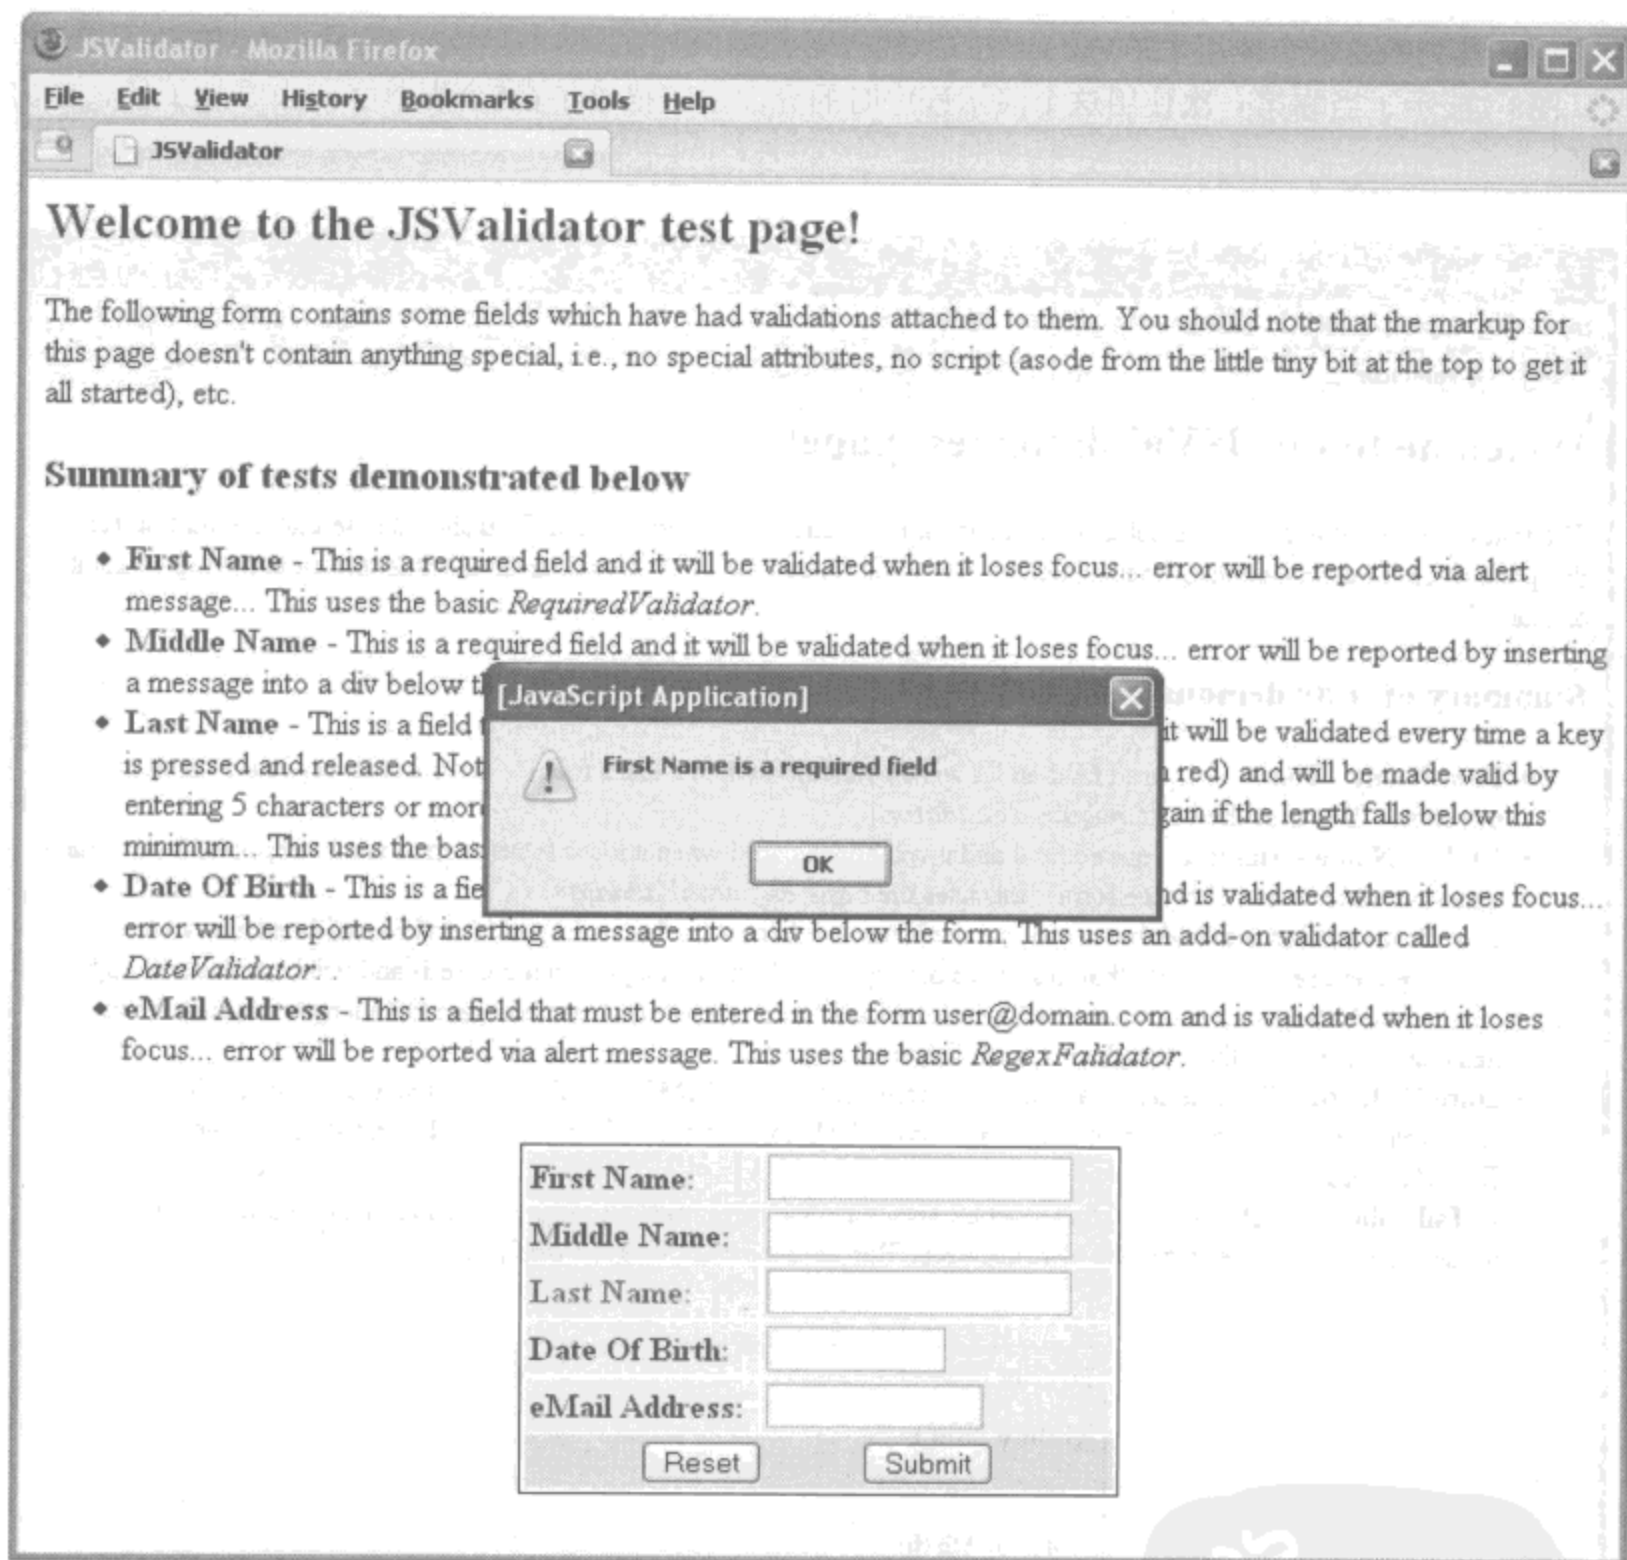 JSValidator - Mozilla Firefox
File Edit View History Bookmarks Tools Help
JSValidator
Welcome to the JSValidator test page!
The following form contains some fields which have had validations attached to them. You should note that the markup for
this page doesn't contain anything special, i.e., no special attributes, no script (asode from the little tiny bit at the top to get it
all started), etc.
Summary of tests demonstrated below
First Name - This is a required field and it will be validated when it loses focus... error will be reported via alert
message... This uses the basic RequiredValidator.
Middle Name - This is a required field and it will be validated when it loses focus... error will be reported by inserting
a message into a div below
[JavaScript Application]
Last Name - This is a field it will be validated every time a key
is pressed and released. red) and will be made valid by
First Name is a required field
entering 5 characters or if the length falls below this
minimum... This uses the
OK
Date Of Birth - This is a is validated when it loses focus...
error will be reported by inserting a message into a div below the form. This uses an add-on validator called
DateValidator.
eMail Address - This is a field that must be entered in the form user@domain.com and is validated when it loses
focus... error will be reported via alert message. This uses the basic RegexFalidator.
First Name:
Middle Name:
Last Name:
Date Of Birth:
eMail Address:
Reset Submit